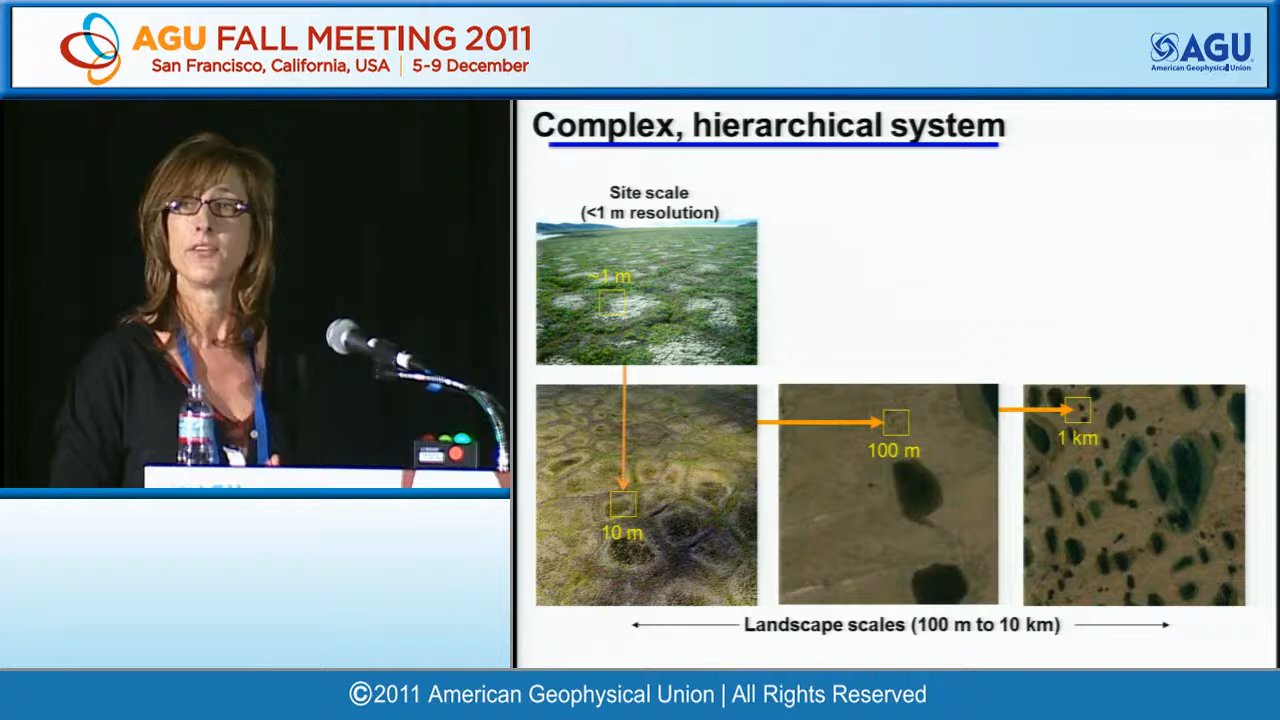 AGU FALL MEETING 2011
San Francisco, California, USA | 5-9 December
AGU
American Geophysical Union
Complex, hierarchical system
Site scale
(<1 m resolution)
~1 m
10 m
100 m
1 km
Landscape scales (100 m to 10 km)
©2011 American Geophysical Union | All Rights Reserved